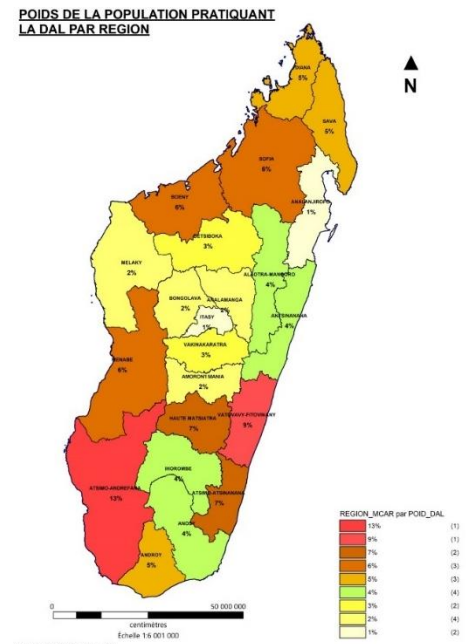 POIDS DE LA POPULATION PRATIQUANT
LA DAL PAR REGION
N
DIANA
5%
SAVA
5%
SOFIA
6%
ANALANJIROFO
1%
BOENY
6%
BETSIBOKA
3%
MELAKY
2%
ALAOTRA-MANGORO
4%
BONGOLAVA
2%
ANALAMANGA
2%
ITASY
1%
ANTSINANANA
4%
VAKINAKARATRA
3%
MENABE
6%
AMORONI MANIA
2%
HAUTE MATSIATRA
7%
VATOVAVY-FITOVINANY
9%
ATSIMO-ANDREFANA
13%
IHOROMBE
4%
ATSIMO-ATSINANANA
7%
ANOSY
4%
ANDROY
5%
REGION_MCAR par POID_DAL
13% (1)
9% (1)
7% (2)
6% (3)
5% (3)
4% (4)
3% (2)
2% (4)
1% (2)
0 50 000 000
centimètres
Échelle 1:6 001 000